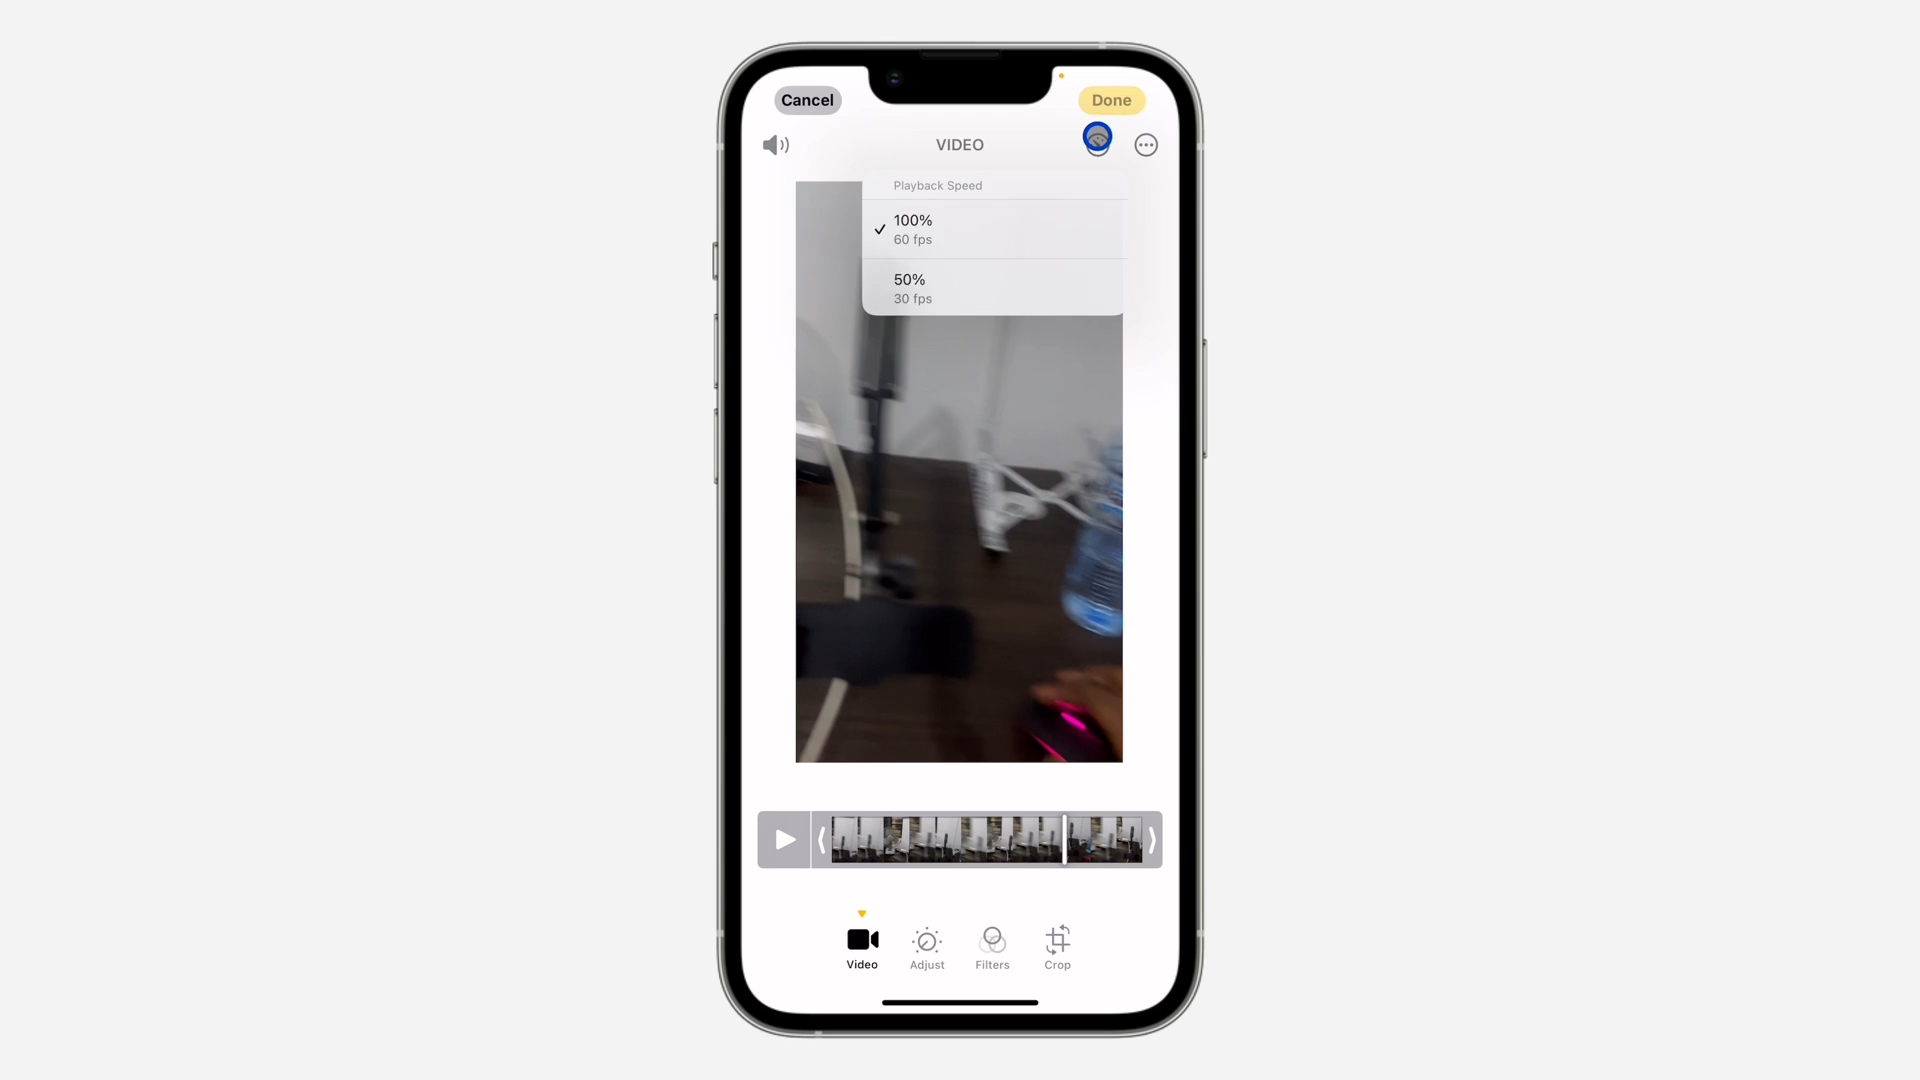 Cancel
Done
VIDEO
Playback Speed
100%
60 fps
50%
30 fps
Video
Adjust
Filters
Crop